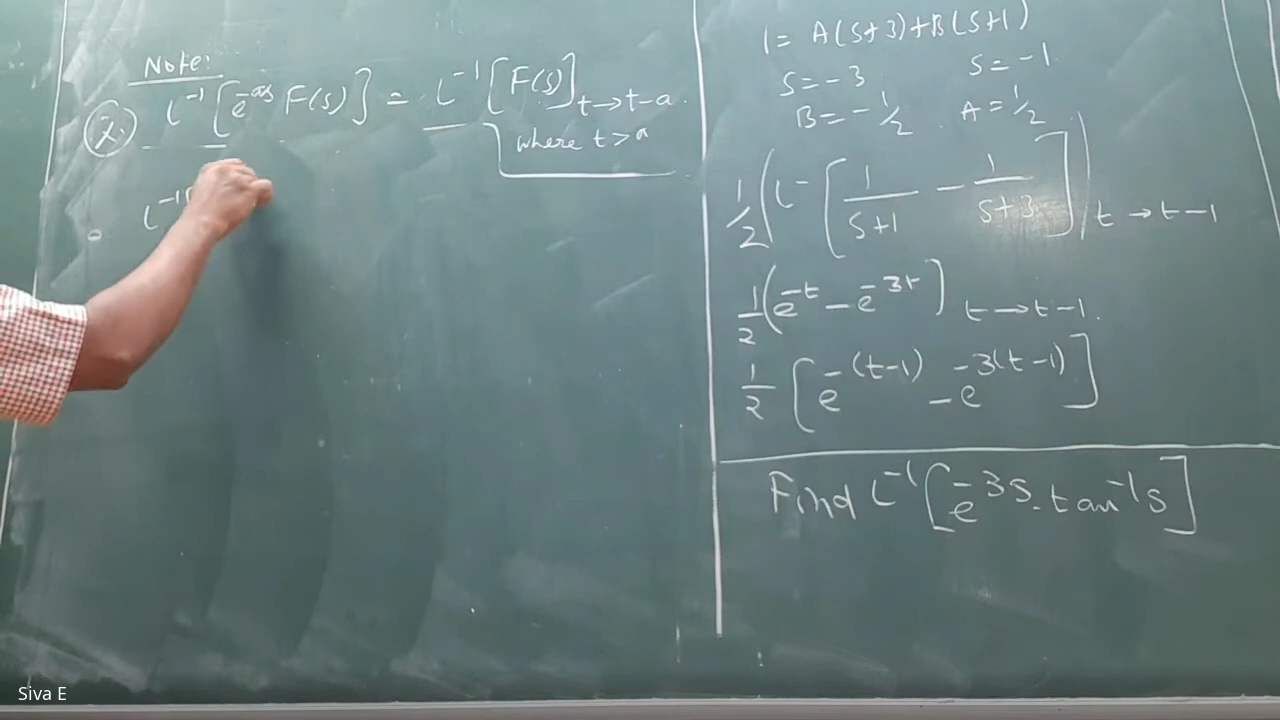 Note:
2. L⁻¹[e⁻ᵃˢ F(s)] = L⁻¹[F(s)] t→t-a.
where t>a
L⁻¹[
1 = A(s+3)+B(s+1)
s=-3 s=-1
B=-1/2 A=1/2
1/2 (L⁻[1/s+1 - 1/s+3]) t→t-1
1/2 (e⁻ᵗ - e⁻³ᵗ) t→t-1.
1/2 [e^-(t-1) - e^-3(t-1)]
Find L⁻¹[e⁻³ˢ. tan⁻¹s]
Siva E